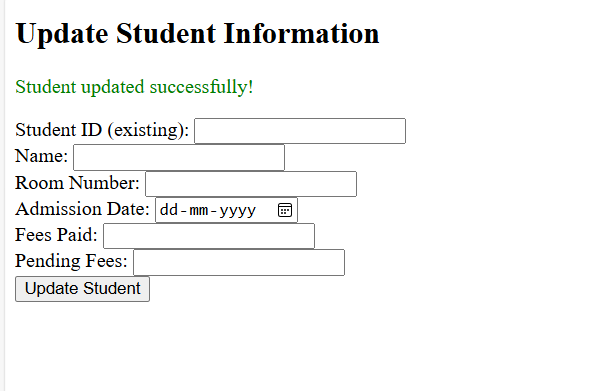 Update Student Information
Student updated successfully!
Student ID (existing):
Name:
Room Number:
Admission Date: dd-mm-yyyy
Fees Paid:
Pending Fees:
Update Student